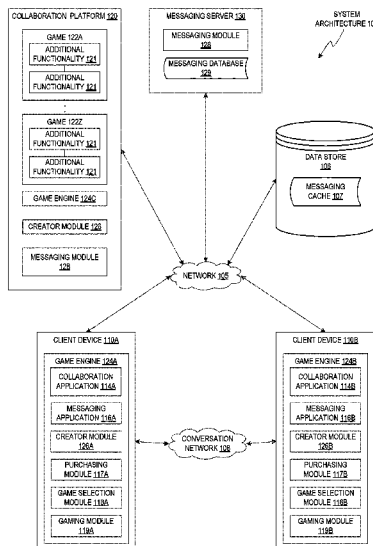 COLLABORATION PLATFORM 120
GAME 122A
ADDITIONAL
FUNCTIONALITY 121
ADDITIONAL
FUNCTIONALITY 121
GAME 122Z
ADDITIONAL
FUNCTIONALITY 121
ADDITIONAL
FUNCTIONALITY 121
GAME ENGINE 124C
CREATOR MODULE 126
MESSAGING MODULE
128
MESSAGING SERVER 130
MESSAGING MODULE
128
MESSAGING DATABASE
129
SYSTEM
ARCHITECTURE 10
DATA STORE
106
MESSAGING
CACHE 107
NETWORK 105
CLIENT DEVICE 110A
GAME ENGINE 124A
COLLABORATION
APPLICATION 114A
MESSAGING
APPLICATION 116A
CREATOR MODULE
126A
PURCHASING
MODULE 117A
GAME SELECTION
MODULE 118A
GAMING MODULE
119A
CONVERSATION
NETWORK 108
CLIENT DEVICE 110B
GAME ENGINE 124B
COLLABORATION
APPLICATION 114B
MESSAGING
APPLICATION 116B
CREATOR MODULE
126B
PURCHASING
MODULE 117B
GAME SELECTION
MODULE 118B
GAMING MODULE
119B